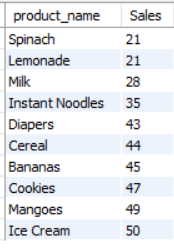 product_name Sales
Spinach 21
Lemonade 21
Milk 28
Instant Noodles 35
Diapers 43
Cereal 44
Bananas 45
Cookies 47
Mangoes 49
Ice Cream 50